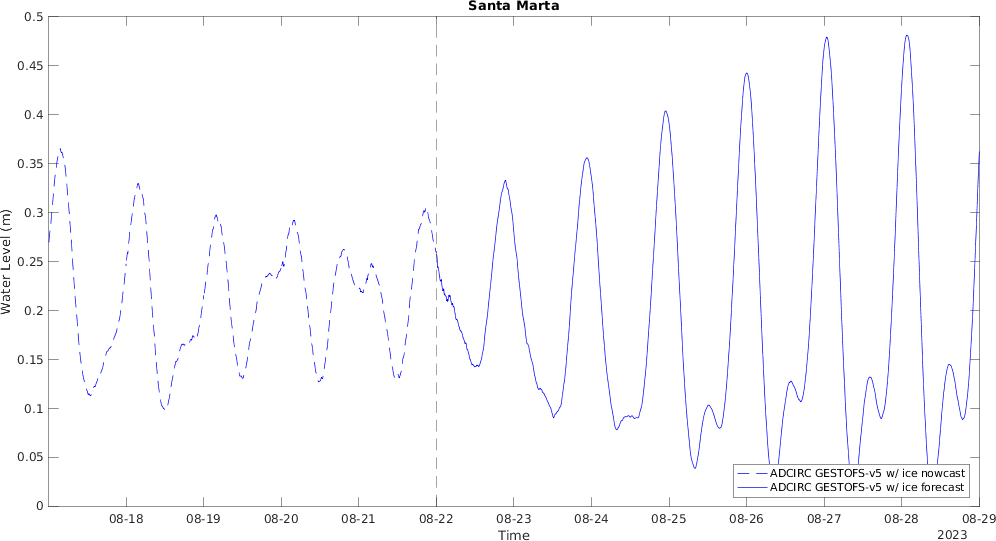 Santa Marta
0.5
0.45
0.4
0.35
0.3
0.25
0.2
0.15
0.1
0.05
0
Water Level (m)
08-18 08-19 08-20 08-21 08-22 08-23 08-24 08-25 08-26 08-27 08-28 08-29
Time
2023
ADCIRC GESTOFS-v5 w/ ice nowcast
ADCIRC GESTOFS-v5 w/ ice forecast